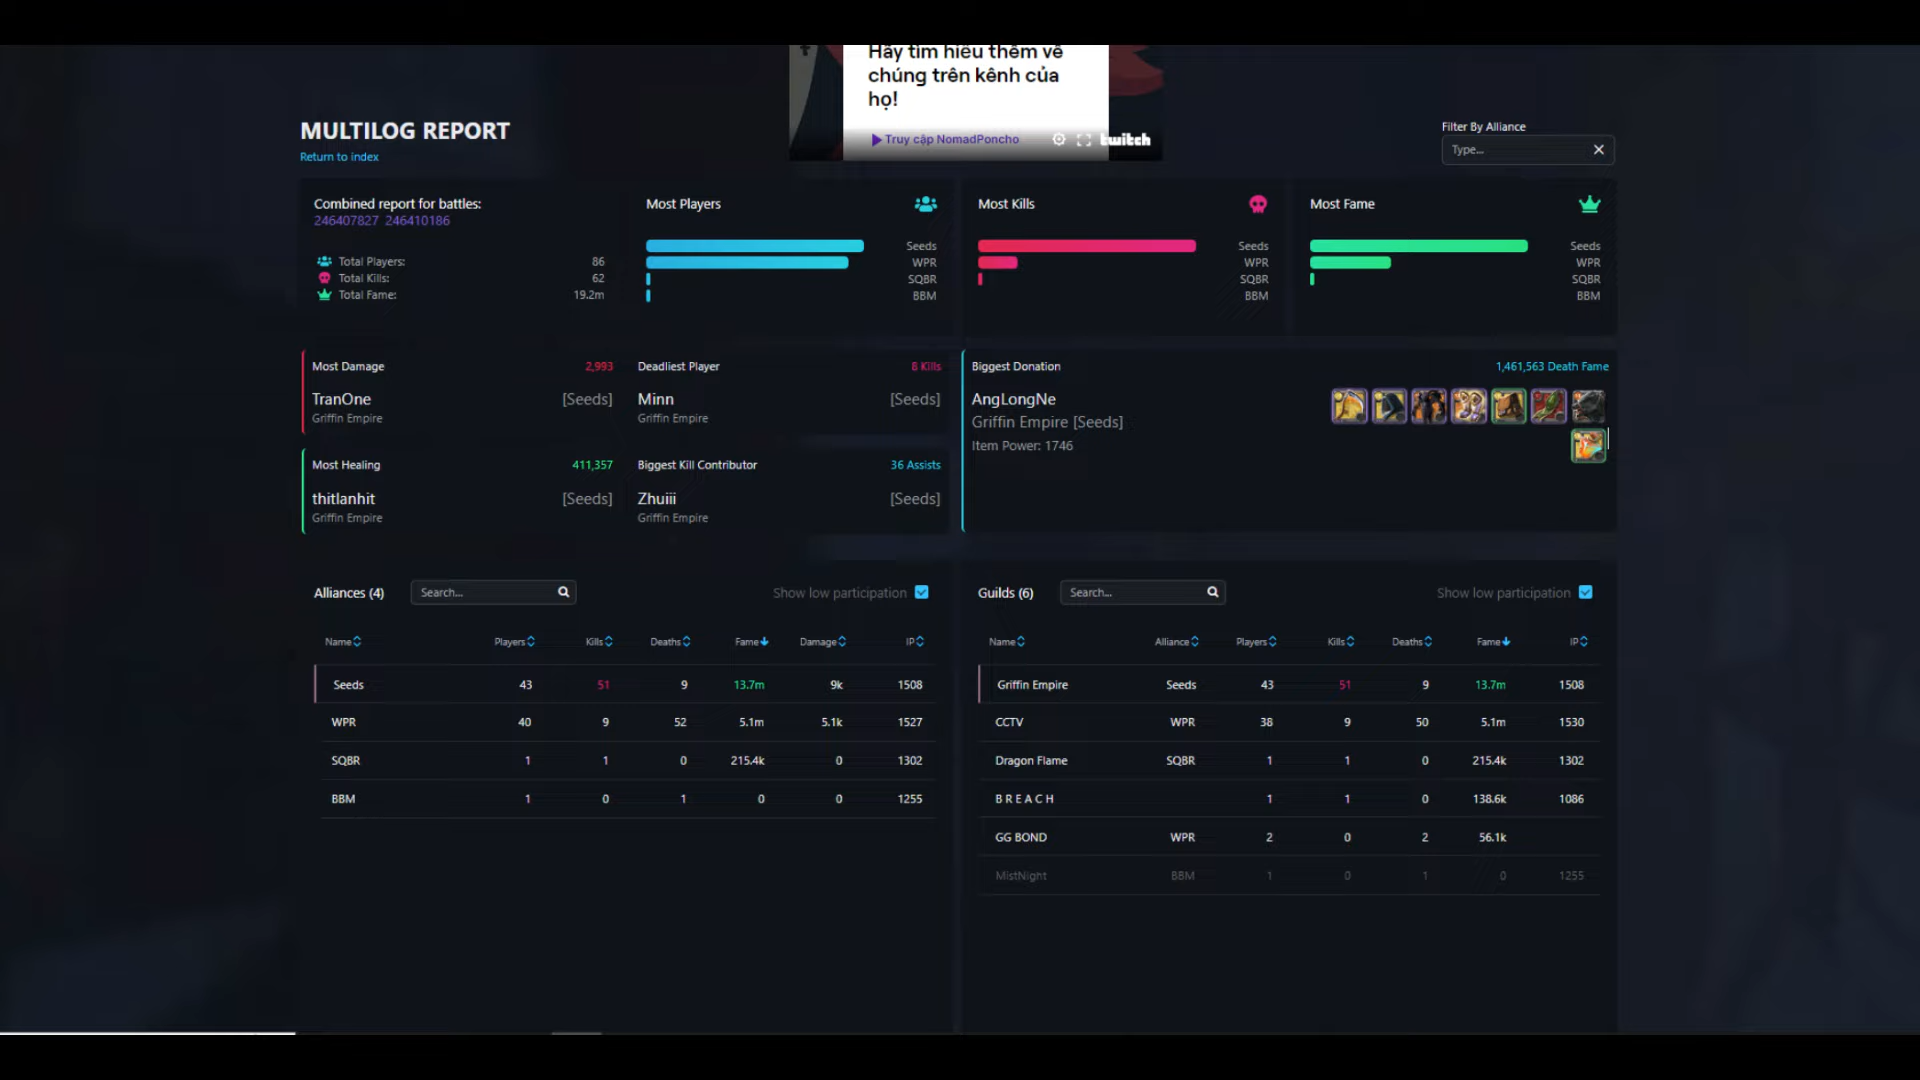 Hãy tìm hiểu thêm về
chúng trên kênh của
họ!
Truy cập NomadPoncho
twitch
MULTILOG REPORT
Return to index
Filter By Alliance
Type...
Combined report for battles:
246407827 246410186
Total Players: 86
Total Kills: 62
Total Fame: 19.2m
Most Players
Seeds
WPR
SQBR
BBM
Most Kills
Seeds
WPR
SQBR
BBM
Most Fame
Seeds
WPR
SQBR
BBM
Most Damage 2,993
TranOne [Seeds]
Griffin Empire
Deadliest Player 8 Kills
Minn [Seeds]
Griffin Empire
Most Healing 411,357
thitlanhit [Seeds]
Griffin Empire
Biggest Kill Contributor 36 Assists
Zhuiii [Seeds]
Griffin Empire
Biggest Donation 1,461,563 Death Fame
AngLongNe
Griffin Empire [Seeds]
Item Power: 1746
Alliances (4) Search... Show low participation
Name Players Kills Deaths Fame Damage IP
Seeds 43 51 9 13.7m 9k 1508
WPR 40 9 52 5.1m 5.1k 1527
SQBR 1 1 0 215.4k 0 1302
BBM 1 0 1 0 0 1255
Guilds (6) Search... Show low participation
Name Alliance Players Kills Deaths Fame IP
Griffin Empire Seeds 43 51 9 13.7m 1508
CCTV WPR 38 9 50 5.1m 1530
Dragon Flame SQBR 1 1 0 215.4k 1302
B R E A C H 1 1 0 138.6k 1086
GG BOND WPR 2 0 2 56.1k
MistNight BBM 1 0 1 0 1255